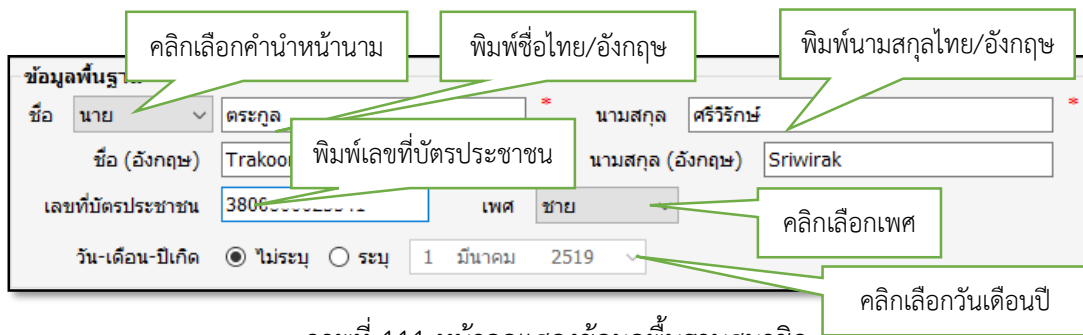 คลิกเลือกคำนำหน้านาม
พิมพ์ชื่อไทย/อังกฤษ
พิมพ์นามสกุลไทย/อังกฤษ
ข้อมูลพื้นฐาน
ชื่อ นาย ตระกูล * นามสกุล ศรีวิรักษ์ *
พิมพ์เลขที่บัตรประชาชน
ชื่อ (อังกฤษ) นามสกุล (อังกฤษ) Sriwirak
เลขที่บัตรประชาชน เพศ ชาย
คลิกเลือกเพศ
วัน-เดือน-ปีเกิด ไม่ระบุ ระบุ 1 มีนาคม 2519
คลิกเลือกวันเดือนปี